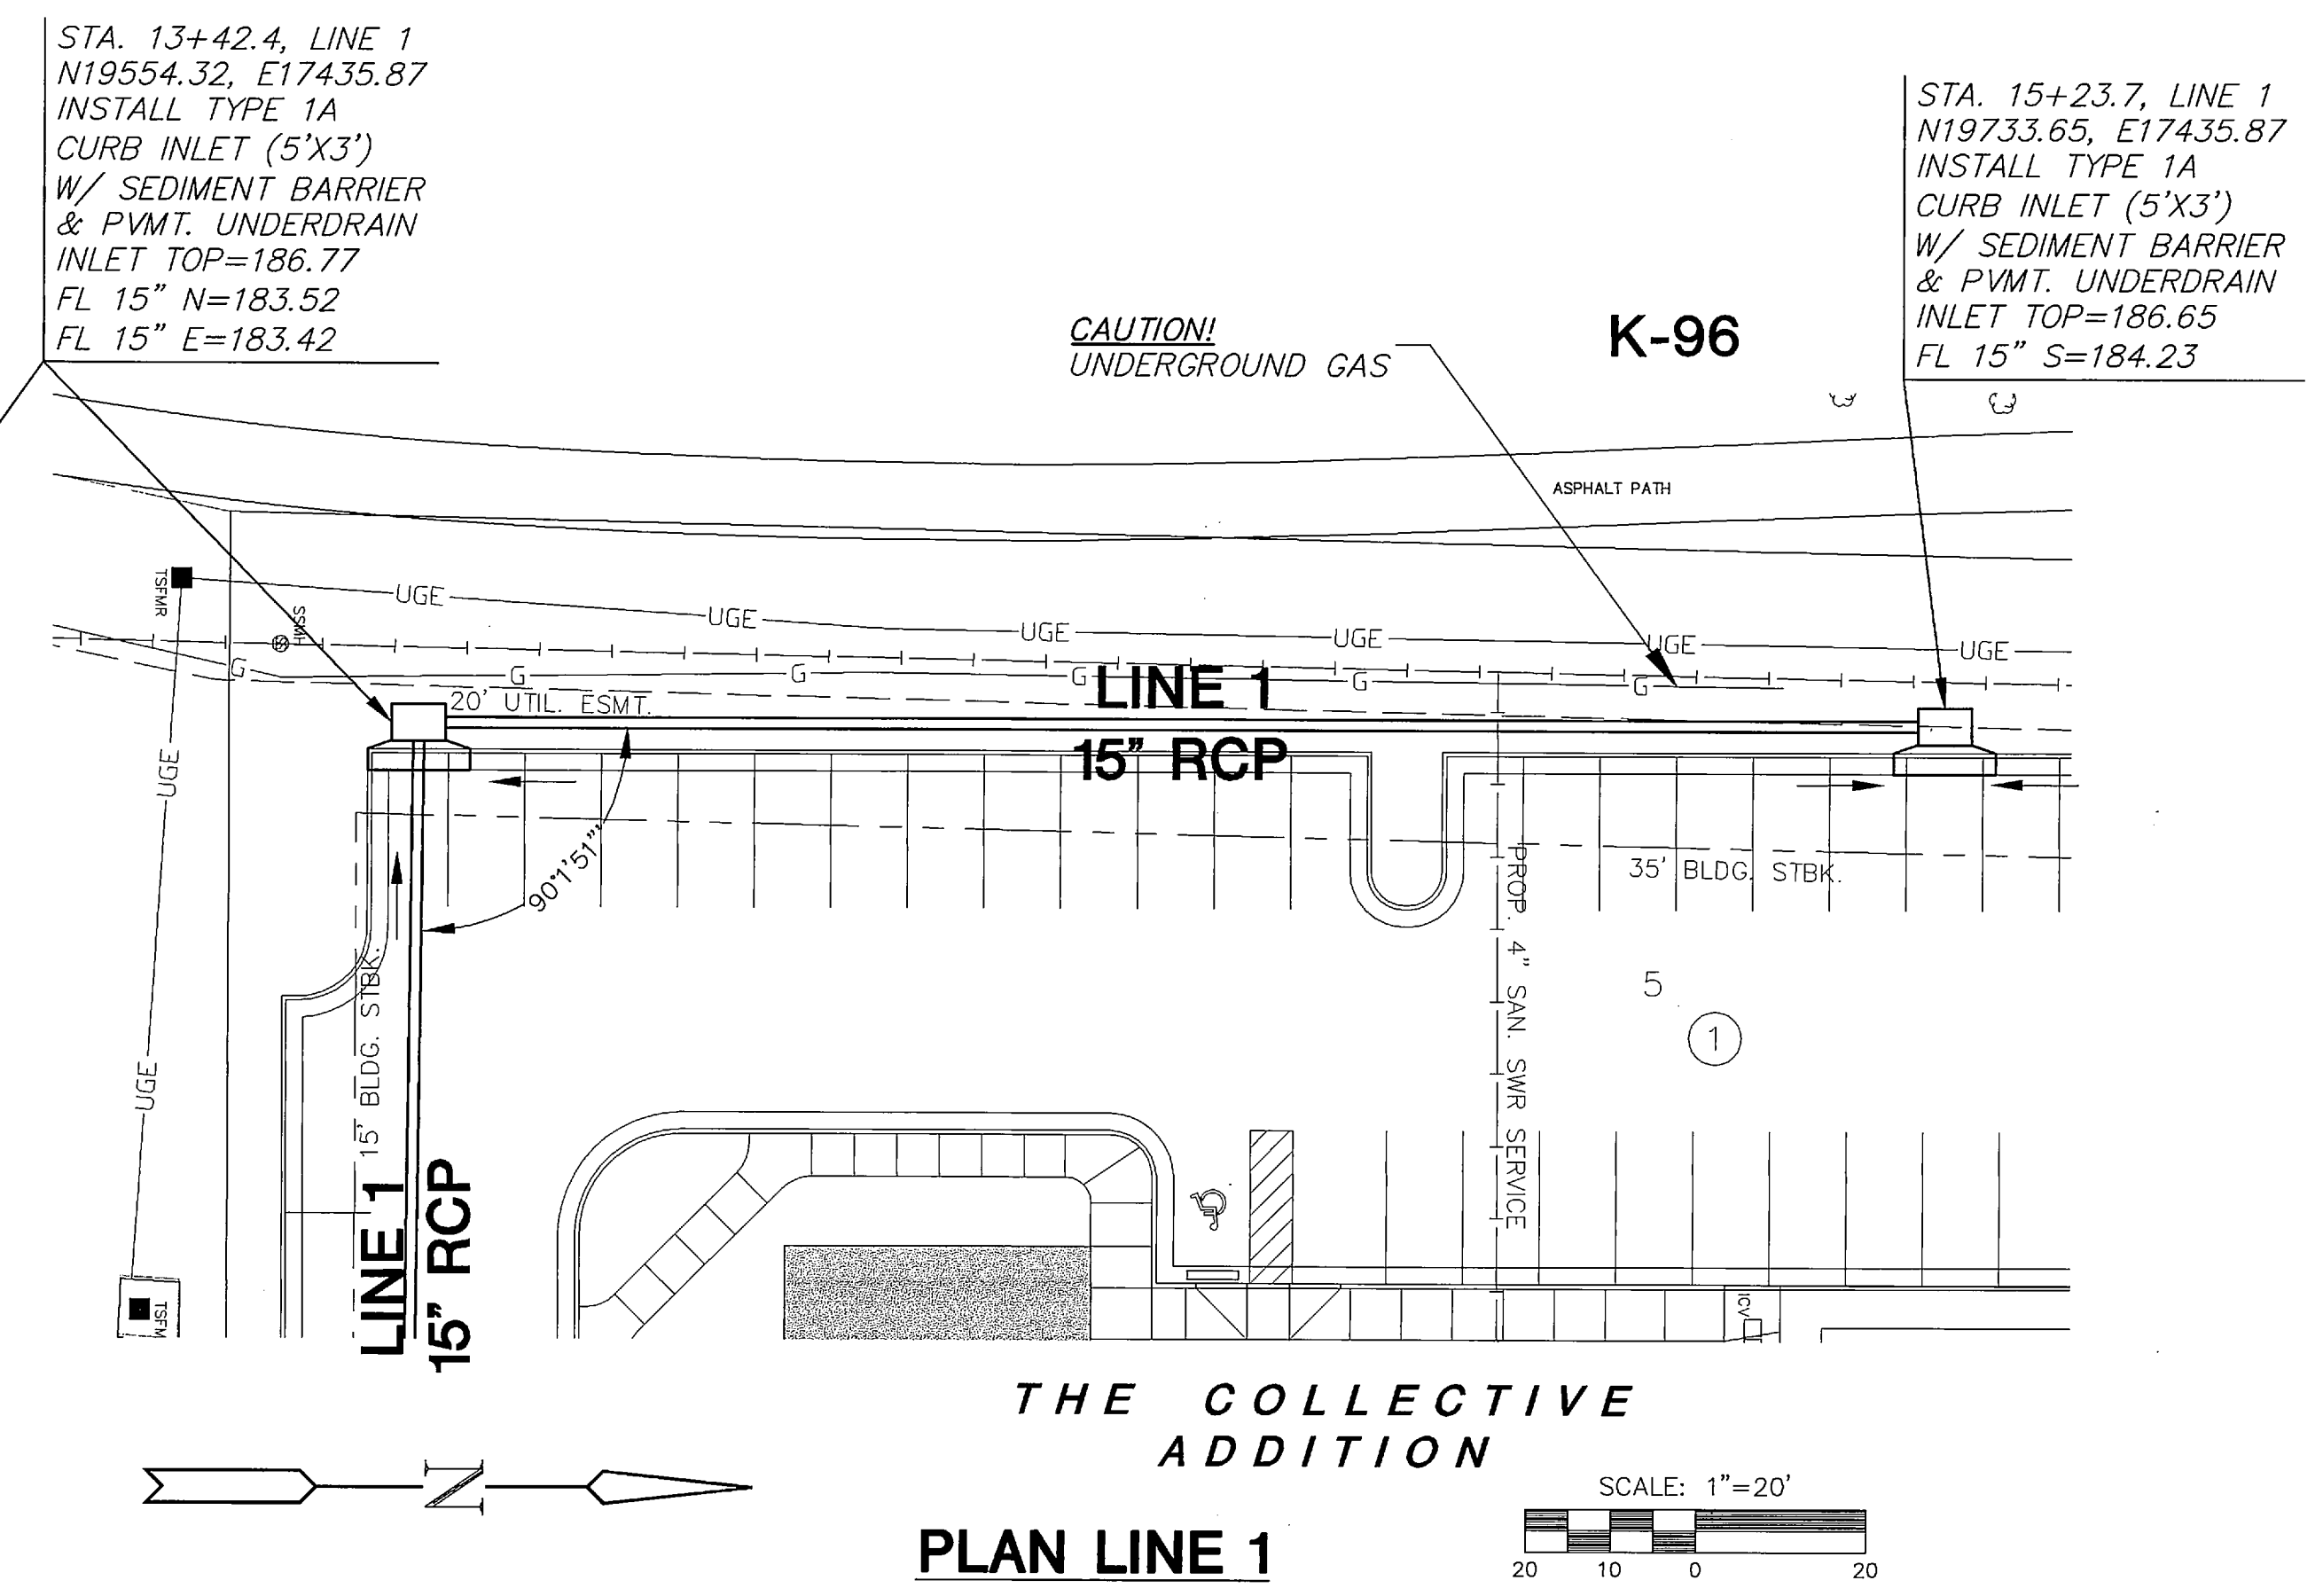 STA. 13+42.4, LINE 1
N19554.32, E17435.87
INSTALL TYPE 1A
CURB INLET (5'X3')
W/ SEDIMENT BARRIER
& PVMT. UNDERDRAIN
INLET TOP=186.77
FL 15" N=183.52
FL 15" E=183.42
STA. 15+23.7, LINE 1
N19733.65, E17435.87
INSTALL TYPE 1A
CURB INLET (5'X3')
W/ SEDIMENT BARRIER
& PVMT. UNDERDRAIN
INLET TOP=186.65
FL 15" S=184.23
CAUTION!
UNDERGROUND GAS
K-96
ASPHALT PATH
TSFMR
SSMH
S
UGE
UGE
UGE
UGE
UGE
UGE
G
G
G
G
G
G
20' UTIL. ESMT.
LINE 1
15" RCP
UGE
UGE
90°1'51"
35' BLDG. STBK.
15' BLDG. STBK.
PROP. 4" SAN. SWR SERVICE
5
1
LINE 1
15" RCP
TSFM
ICV
THE COLLECTIVE
ADDITION
N
SCALE: 1"=20'
20 10 0 20
PLAN LINE 1